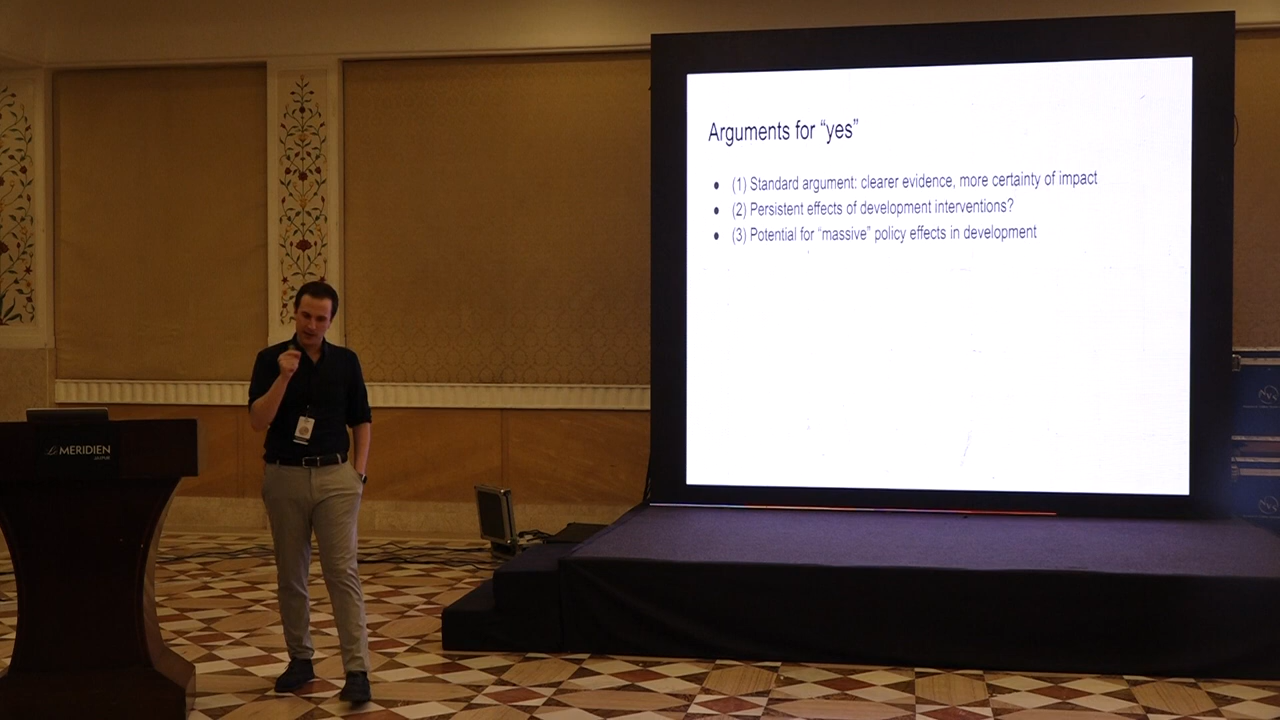 Arguments for “yes”
(1) Standard argument: clearer evidence, more certainty of impact
(2) Persistent effects of development interventions?
(3) Potential for “massive” policy effects in development
Le MERIDIEN